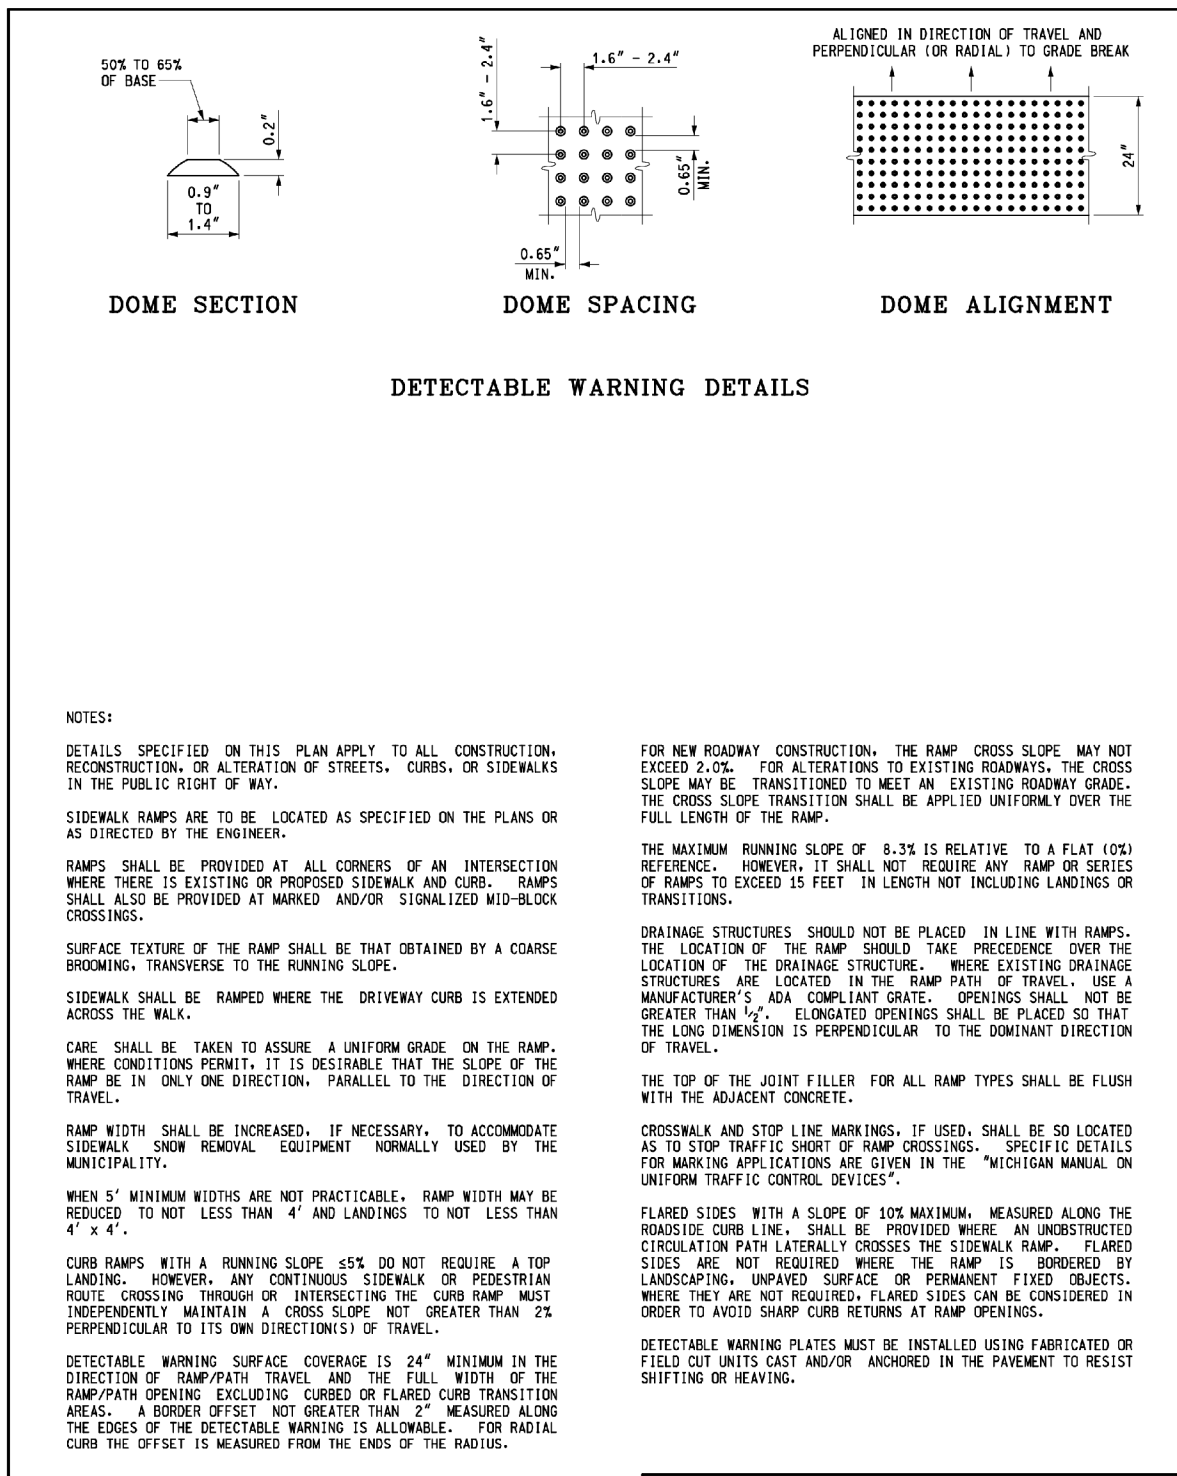 50% TO 65%
OF BASE
0.2"
0.9"
TO
1.4"
DOME SECTION
1.6" - 2.4"
1.6" - 2.4"
0.65"
MIN.
0.65"
MIN.
DOME SPACING
ALIGNED IN DIRECTION OF TRAVEL AND
PERPENDICULAR (OR RADIAL) TO GRADE BREAK
24"
DOME ALIGNMENT
DETECTABLE WARNING DETAILS
NOTES:
DETAILS SPECIFIED ON THIS PLAN APPLY TO ALL CONSTRUCTION,
RECONSTRUCTION, OR ALTERATION OF STREETS, CURBS, OR SIDEWALKS
IN THE PUBLIC RIGHT OF WAY.
SIDEWALK RAMPS ARE TO BE LOCATED AS SPECIFIED ON THE PLANS OR
AS DIRECTED BY THE ENGINEER.
RAMPS SHALL BE PROVIDED AT ALL CORNERS OF AN INTERSECTION
WHERE THERE IS EXISTING OR PROPOSED SIDEWALK AND CURB. RAMPS
SHALL ALSO BE PROVIDED AT MARKED AND/OR SIGNALIZED MID-BLOCK
CROSSINGS.
SURFACE TEXTURE OF THE RAMP SHALL BE THAT OBTAINED BY A COARSE
BROOMING, TRANSVERSE TO THE RUNNING SLOPE.
SIDEWALK SHALL BE RAMPED WHERE THE DRIVEWAY CURB IS EXTENDED
ACROSS THE WALK.
CARE SHALL BE TAKEN TO ASSURE A UNIFORM GRADE ON THE RAMP.
WHERE CONDITIONS PERMIT, IT IS DESIRABLE THAT THE SLOPE OF THE
RAMP BE IN ONLY ONE DIRECTION, PARALLEL TO THE DIRECTION OF
TRAVEL.
RAMP WIDTH SHALL BE INCREASED, IF NECESSARY, TO ACCOMMODATE
SIDEWALK SNOW REMOVAL EQUIPMENT NORMALLY USED BY THE
MUNICIPALITY.
WHEN 5' MINIMUM WIDTHS ARE NOT PRACTICABLE, RAMP WIDTH MAY BE
REDUCED TO NOT LESS THAN 4' AND LANDINGS TO NOT LESS THAN
4' x 4'.
CURB RAMPS WITH A RUNNING SLOPE ≤5% DO NOT REQUIRE A TOP
LANDING. HOWEVER, ANY CONTINUOUS SIDEWALK OR PEDESTRIAN
ROUTE CROSSING THROUGH OR INTERSECTING THE CURB RAMP MUST
INDEPENDENTLY MAINTAIN A CROSS SLOPE NOT GREATER THAN 2%
PERPENDICULAR TO ITS OWN DIRECTION(S) OF TRAVEL.
DETECTABLE WARNING SURFACE COVERAGE IS 24" MINIMUM IN THE
DIRECTION OF RAMP/PATH TRAVEL AND THE FULL WIDTH OF THE
RAMP/PATH OPENING EXCLUDING CURBED OR FLARED CURB TRANSITION
AREAS. A BORDER OFFSET NOT GREATER THAN 2" MEASURED ALONG
THE EDGES OF THE DETECTABLE WARNING IS ALLOWABLE. FOR RADIAL
CURB THE OFFSET IS MEASURED FROM THE ENDS OF THE RADIUS.
FOR NEW ROADWAY CONSTRUCTION, THE RAMP CROSS SLOPE MAY NOT
EXCEED 2.0%. FOR ALTERATIONS TO EXISTING ROADWAYS, THE CROSS
SLOPE MAY BE TRANSITIONED TO MEET AN EXISTING ROADWAY GRADE.
THE CROSS SLOPE TRANSITION SHALL BE APPLIED UNIFORMLY OVER THE
FULL LENGTH OF THE RAMP.
THE MAXIMUM RUNNING SLOPE OF 8.3% IS RELATIVE TO A FLAT (0%)
REFERENCE. HOWEVER, IT SHALL NOT REQUIRE ANY RAMP OR SERIES
OF RAMPS TO EXCEED 15 FEET IN LENGTH NOT INCLUDING LANDINGS OR
TRANSITIONS.
DRAINAGE STRUCTURES SHOULD NOT BE PLACED IN LINE WITH RAMPS.
THE LOCATION OF THE RAMP SHOULD TAKE PRECEDENCE OVER THE
LOCATION OF THE DRAINAGE STRUCTURE. WHERE EXISTING DRAINAGE
STRUCTURES ARE LOCATED IN THE RAMP PATH OF TRAVEL, USE A
MANUFACTURER'S ADA COMPLIANT GRATE. OPENINGS SHALL NOT BE
GREATER THAN 1/2". ELONGATED OPENINGS SHALL BE PLACED SO THAT
THE LONG DIMENSION IS PERPENDICULAR TO THE DOMINANT DIRECTION
OF TRAVEL.
THE TOP OF THE JOINT FILLER FOR ALL RAMP TYPES SHALL BE FLUSH
WITH THE ADJACENT CONCRETE.
CROSSWALK AND STOP LINE MARKINGS, IF USED, SHALL BE SO LOCATED
AS TO STOP TRAFFIC SHORT OF RAMP CROSSINGS. SPECIFIC DETAILS
FOR MARKING APPLICATIONS ARE GIVEN IN THE "MICHIGAN MANUAL ON
UNIFORM TRAFFIC CONTROL DEVICES".
FLARED SIDES WITH A SLOPE OF 10% MAXIMUM, MEASURED ALONG THE
ROADSIDE CURB LINE, SHALL BE PROVIDED WHERE AN UNOBSTRUCTED
CIRCULATION PATH LATERALLY CROSSES THE SIDEWALK RAMP. FLARED
SIDES ARE NOT REQUIRED WHERE THE RAMP IS BORDERED BY
LANDSCAPING, UNPAVED SURFACE OR PERMANENT FIXED OBJECTS.
WHERE THEY ARE NOT REQUIRED, FLARED SIDES CAN BE CONSIDERED IN
ORDER TO AVOID SHARP CURB RETURNS AT RAMP OPENINGS.
DETECTABLE WARNING PLATES MUST BE INSTALLED USING FABRICATED OR
FIELD CUT UNITS CAST AND/OR ANCHORED IN THE PAVEMENT TO RESIST
SHIFTING OR HEAVING.